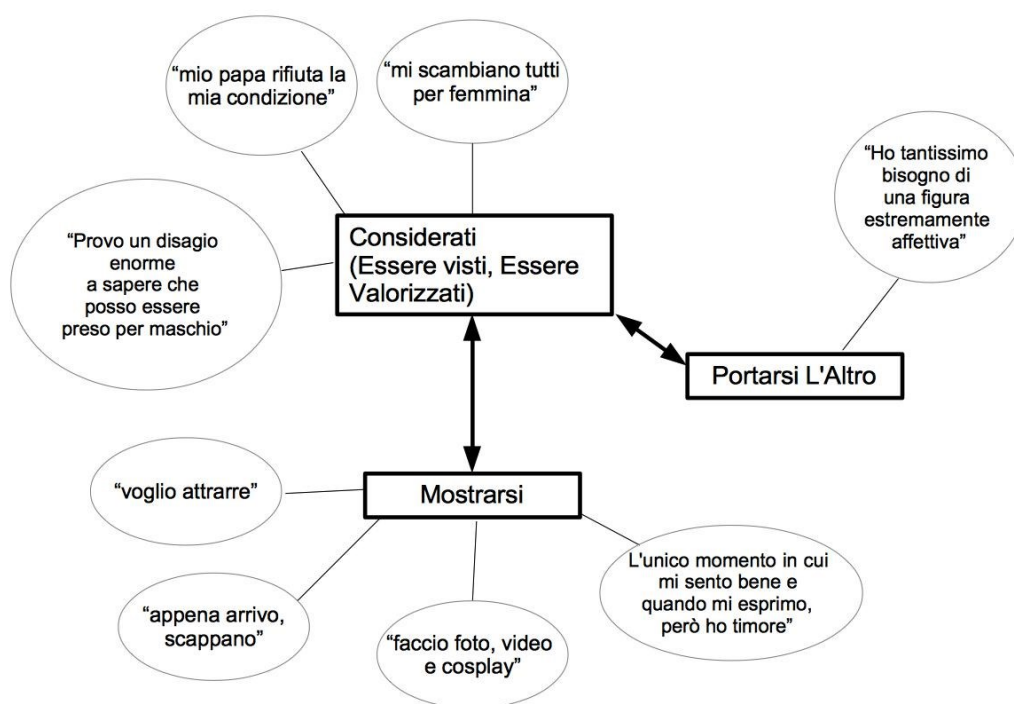 “mio papa rifiuta la
mia condizione”
“mi scambiano tutti
per femmina”
“Ho tantissimo
bisogno di
una figura
estremamente
affettiva”
“Provo un disagio
enorme
a sapere che
posso essere
preso per maschio”
Considerati
(Essere visti, Essere
Valorizzati)
Portarsi L'Altro
“voglio attrarre”
Mostrarsi
“appena arrivo,
scappano”
“faccio foto, video
e cosplay”
L'unico momento in cui
mi sento bene e
quando mi esprimo,
però ho timore”